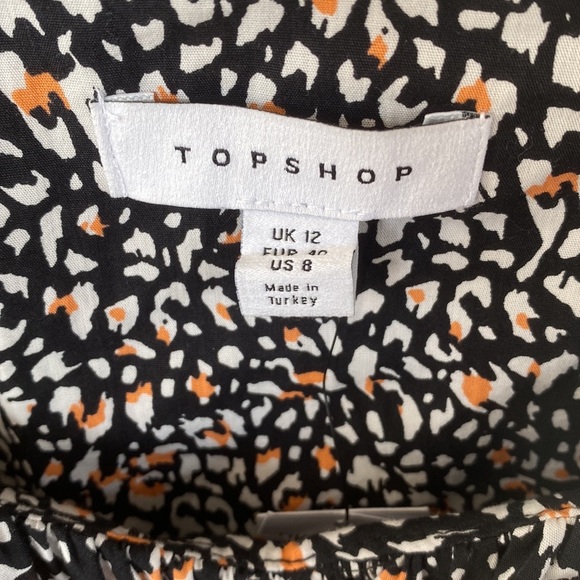 TOPSHOP
UK 12
EUR 40
US 8
Made in
Turkey